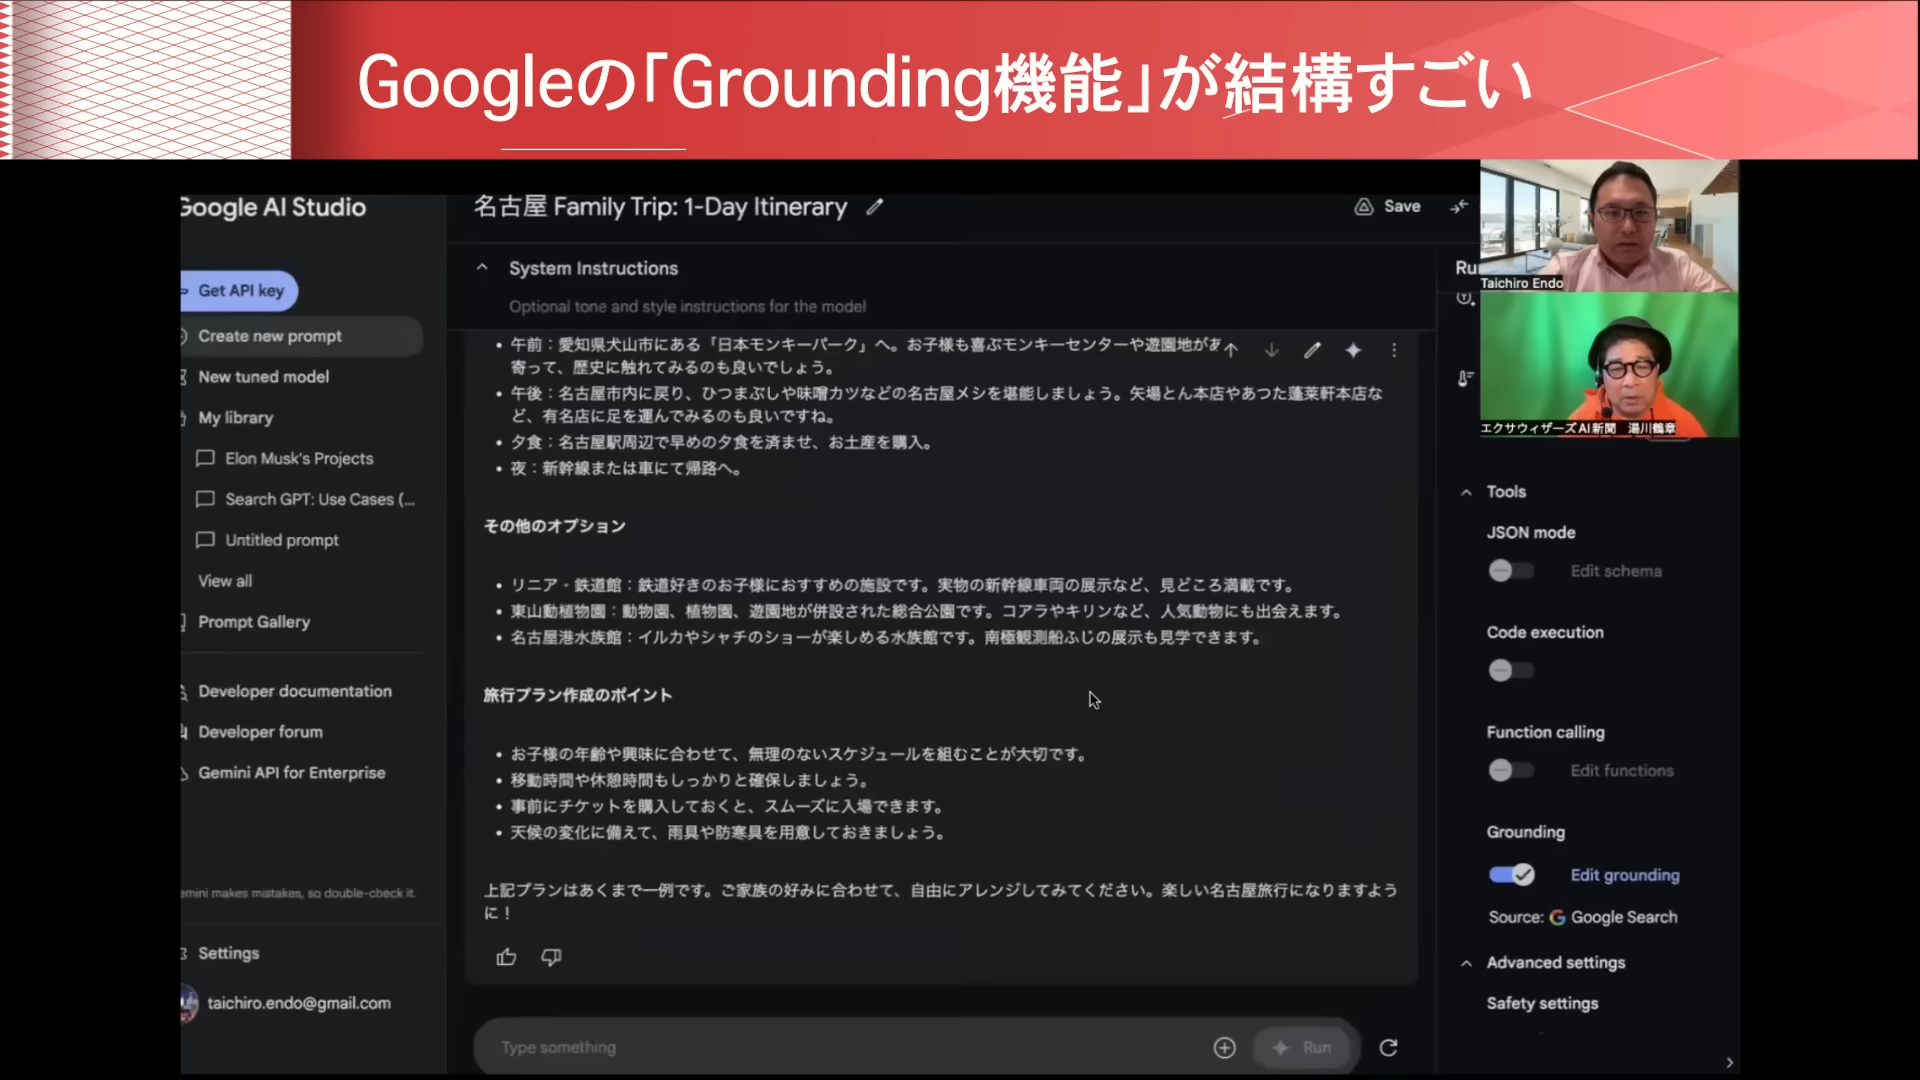 Googleの「Grounding機能」が結構すごい
Google AI Studio
Get API key
Create new prompt
New tuned model
My library
Elon Musk's Projects
Search GPT: Use Cases (...
Untitled prompt
View all
Prompt Gallery
Developer documentation
Developer forum
Gemini API for Enterprise
emini makes mistakes, so double-check it.
Settings
taichiro.endo@gmail.com
名古屋 Family Trip: 1-Day Itinerary
Save
System Instructions
Optional tone and style instructions for the model
• 午前：愛知県犬山市にある「日本モンキーパーク」へ。お子様も喜ぶモンキーセンターや遊園地があ
寄って、歴史に触れてみるのも良いでしょう。
• 午後：名古屋市内に戻り、ひつまぶしや味噌カツなどの名古屋メシを堪能しましょう。矢場とん本店やあつた蓬莱軒本店な
ど、有名店に足を運んでみるのも良いですね。
• 夕食：名古屋駅周辺で早めの夕食を済ませ、お土産を購入。
• 夜：新幹線または車にて帰路へ。
その他のオプション
• リニア・鉄道館：鉄道好きのお子様におすすめの施設です。実物の新幹線車両の展示など、見どころ満載です。
• 東山動植物園：動物園、植物園、遊園地が併設された総合公園です。コアラやキリンなど、人気動物にも出会えます。
• 名古屋港水族館：イルカやシャチのショーが楽しめる水族館です。南極観測船ふじの展示も見学できます。
旅行プラン作成のポイント
• お子様の年齢や興味に合わせて、無理のないスケジュールを組むことが大切です。
• 移動時間や休憩時間もしっかりと確保しましょう。
• 事前にチケットを購入しておくと、スムーズに入場できます。
• 天候の変化に備えて、雨具や防寒具を用意しておきましょう。
上記プランはあくまで一例です。ご家族の好みに合わせて、自由にアレンジしてみてください。楽しい名古屋旅行になりますよう
に！
Type something
Run
Ru
Taichiro Endo
エクサウィザーズAI新聞 湯川鶴章
Tools
JSON mode
Edit schema
Code execution
Function calling
Edit functions
Grounding
Edit grounding
Source: Google Search
Advanced settings
Safety settings